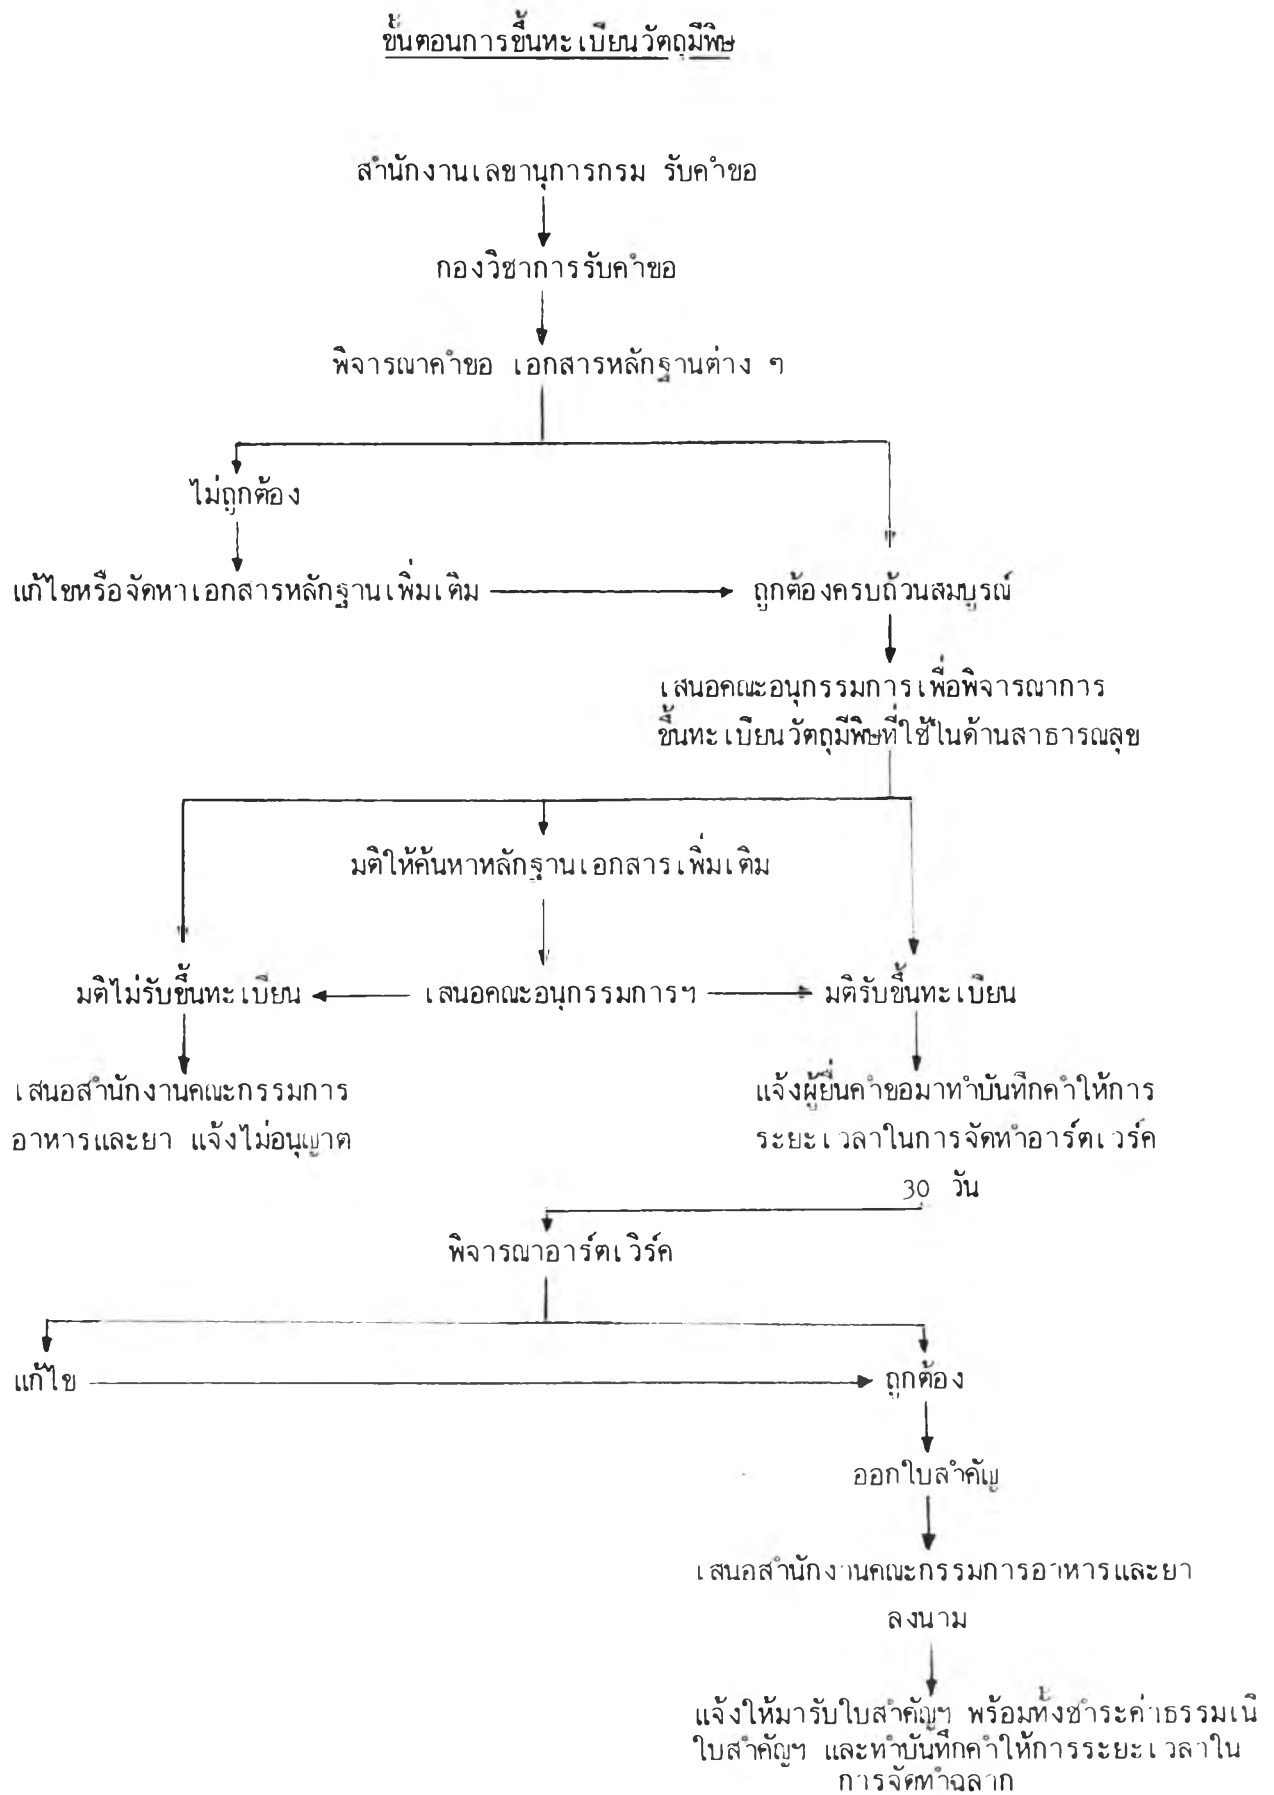 ขั้นตอนการขึ้นทะเบียนวัตถุมีพิษ
สำนักงานเลขานุการกรม รับคำขอ
กองวิชาการรับคำขอ
พิจารณาคำขอ เอกสารหลักฐานต่าง ๆ
ไม่ถูกต้อง
แก้ไขหรือจัดหาเอกสารหลักฐานเพิ่มเติม
ถูกต้องครบถ้วนสมบูรณ์
เสนอคณะอนุกรรมการเพื่อพิจารณาการ
ขึ้นทะเบียนวัตถุมีพิษที่ใช้ในด้านสาธารณสุข
มติให้ค้นหาหลักฐานเอกสารเพิ่มเติม
มติไม่รับขึ้นทะเบียน
เสนอคณะอนุกรรมการฯ
มติรับขึ้นทะเบียน
เสนอสำนักงานคณะกรรมการ
อาหารและยา แจ้งไม่อนุญาต
แจ้งผู้ยื่นคำขอมาทำบันทึกคำให้การ
ระยะเวลาในการจัดทำอาร์ตเวร์ค
30 วัน
พิจารณาอาร์ตเวิร์ค
แก้ไข
ถูกต้อง
ออกใบสำคัญ
เสนอสำนักงานคณะกรรมการอาหารและยา
ลงนาม
แจ้งให้มารับใบสำคัญฯ พร้อมทั้งชำระค่าธรรมเนี
ใบสำคัญฯ และทำบันทึกคำให้การระยะเวลาใน
การจัดทำฉลาก